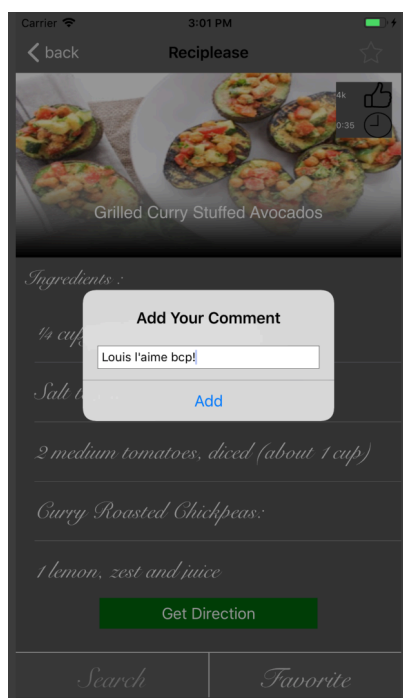 Carrier 3:01 PM
back Reciplease
4k
0:35
Grilled Curry Stuffed Avocados
Ingredients :
Add Your Comment
¼ cup
Louis l'aime bcp!
Salt t
Add
2 medium tomatoes, diced (about 1 cup)
Curry Roasted Chickpeas:
1 lemon, zest and juice
Get Direction
Search Favorite